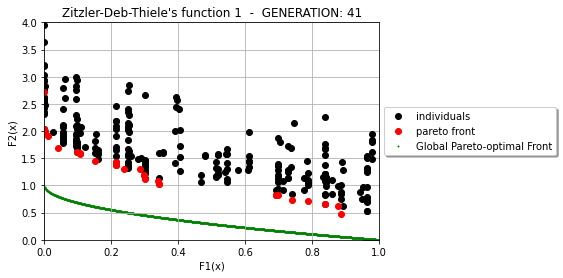 Zitzler-Deb-Thiele's function 1 - GENERATION: 41
4.0
3.5
3.0
2.5
2.0
1.5
1.0
0.5
0.0
F2(x)
0.0 0.2 0.4 0.6 0.8 1.0
F1(x)
individuals
pareto front
Global Pareto-optimal Front